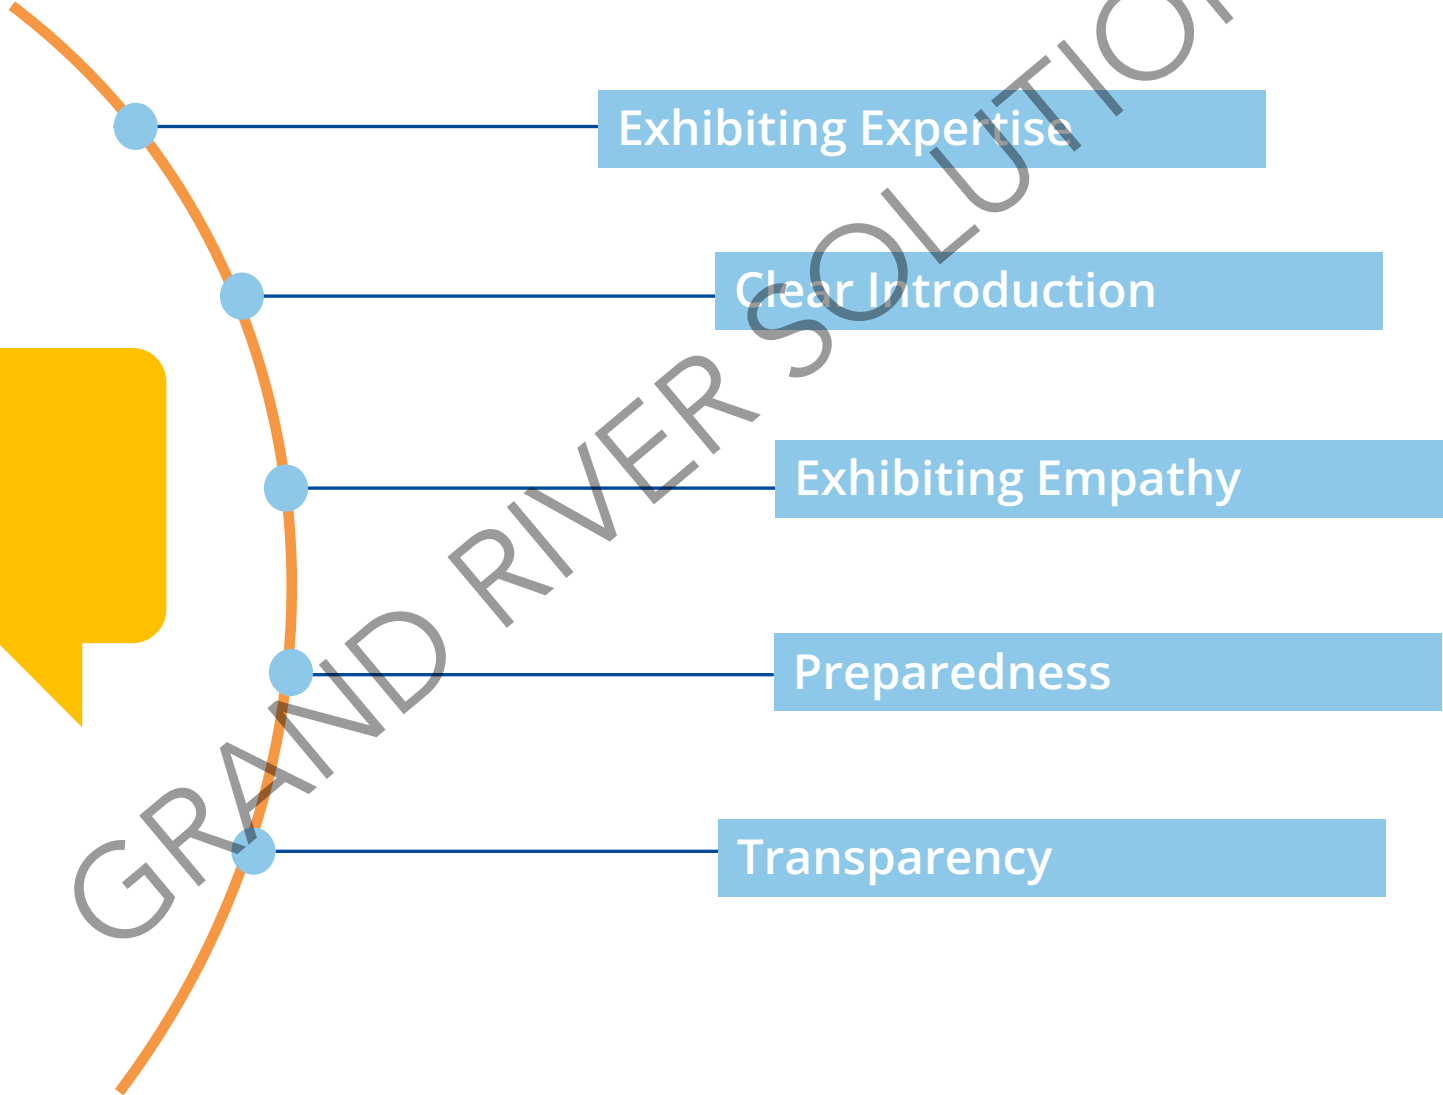 Exhibiting Expertise
Clear Introduction
Exhibiting Empathy
Preparedness
Transparency
GRAND RIVER SOLUTIO